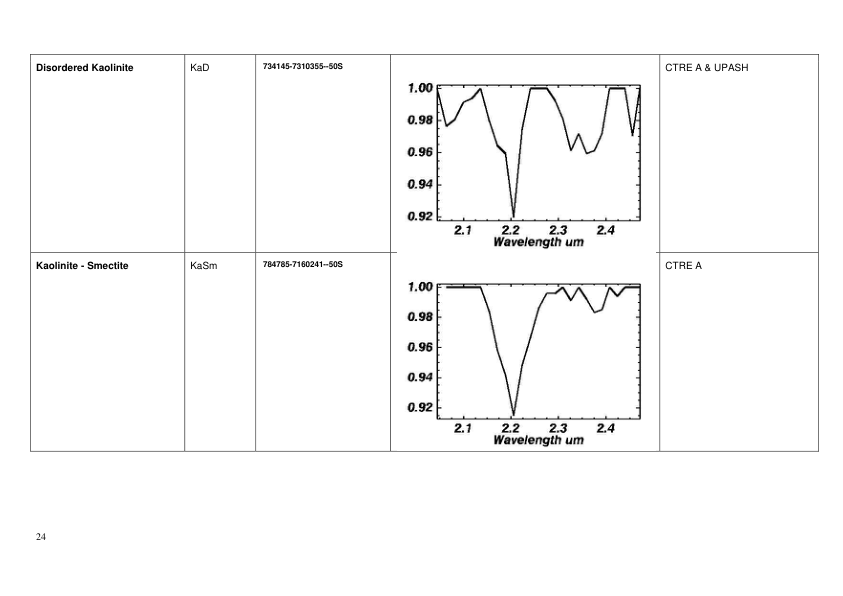 Disordered Kaolinite KaD 734145-7310355--50S CTRE A & UPASH
1.00
0.98
0.96
0.94
0.92
2.1 2.2 2.3 2.4
Wavelength um
Kaolinite - Smectite KaSm 784785-7160241--50S CTRE A
1.00
0.98
0.96
0.94
0.92
2.1 2.2 2.3 2.4
Wavelength um
24